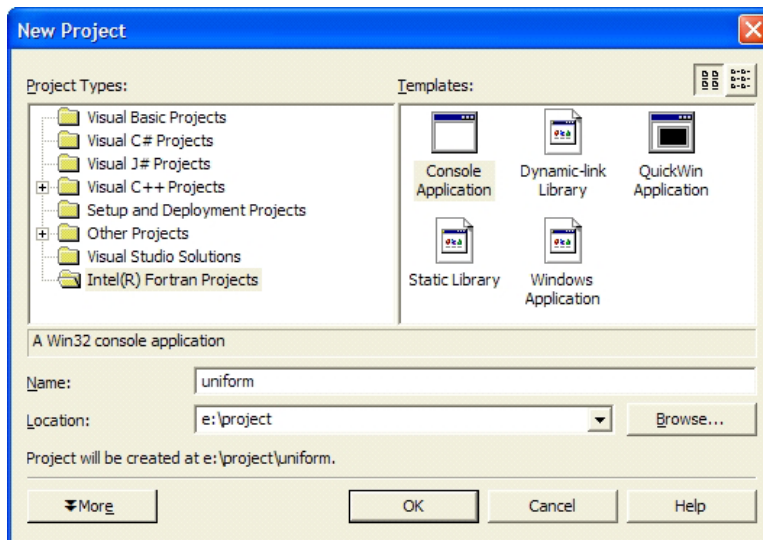 New Project
Project Types:
Templates:
Visual Basic Projects
Visual C# Projects
Visual J# Projects
Visual C++ Projects
Setup and Deployment Projects
Other Projects
Visual Studio Solutions
Intel(R) Fortran Projects
Console
Application
Dynamic-link
Library
QuickWin
Application
Static Library
Windows
Application
A Win32 console application
Name:
uniform
Location:
e:\project
Browse...
Project will be created at e:\project\uniform.
More
OK
Cancel
Help